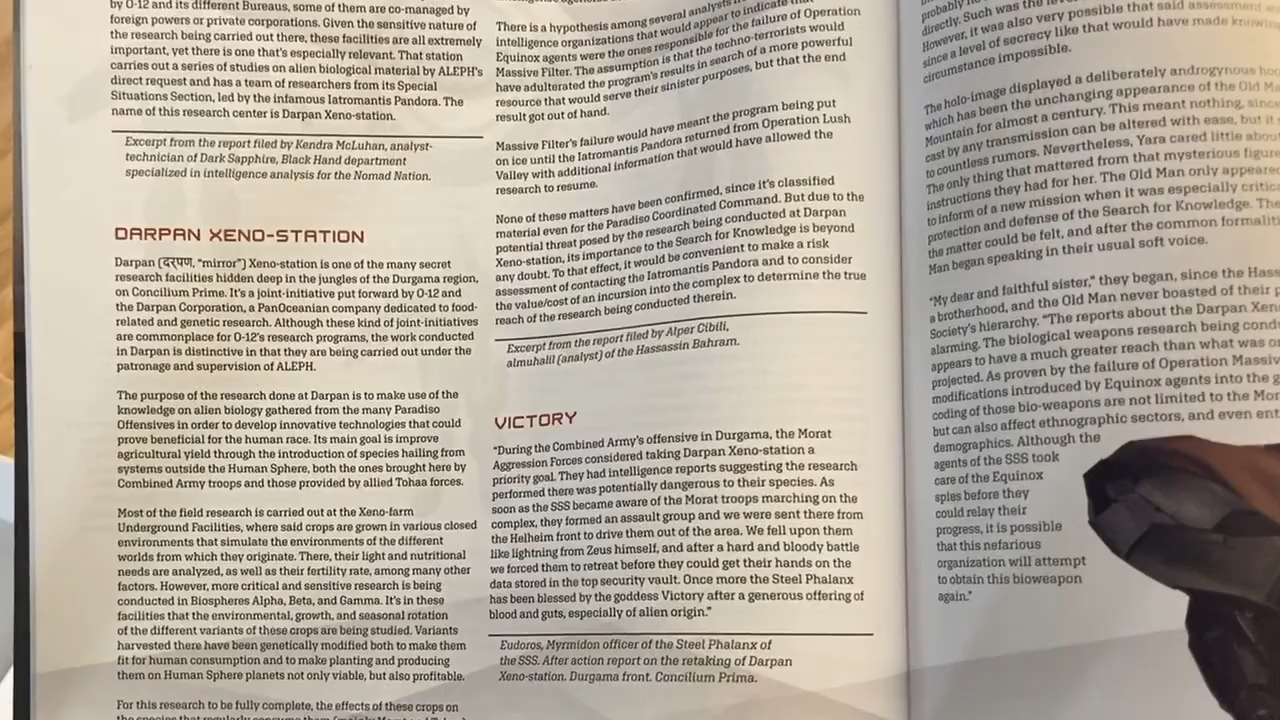 by O-12 and its different Bureaus, some of them are co-managed by
foreign powers or private corporations. Given the sensitive nature of
the research being carried out there, these facilities are all extremely
important, yet there is one that's especially relevant. That station
carries out a series of studies on alien biological material by ALEPH's
direct request and has a team of researchers from its Special
Situations Section, led by the infamous Iatromantis Pandora. The
name of this research center is Darpan Xeno-station.
Excerpt from the report filed by Kendra McLuhan, analyst-
technician of Dark Sapphire, Black Hand department
specialized in intelligence analysis for the Nomad Nation.
DARPAN XENO-STATION
Darpan (दर्पण, "mirror") Xeno-station is one of the many secret
research facilities hidden deep in the jungles of the Durgama region,
on Concilium Prime. It's a joint-initiative put forward by O-12 and
the Darpan Corporation, a PanOceanian company dedicated to food-
related and genetic research. Although these kind of joint-initiatives
are commonplace for O-12's research programs, the work conducted
in Darpan is distinctive in that they are being carried out under the
patronage and supervision of ALEPH.
The purpose of the research done at Darpan is to make use of the
knowledge on alien biology gathered from the many Paradiso
Offensives in order to develop innovative technologies that could
prove beneficial for the human race. Its main goal is improve
agricultural yield through the introduction of species hailing from
systems outside the Human Sphere, both the ones brought here by
Combined Army troops and those provided by allied Tohaa forces.
Most of the field research is carried out at the Xeno-farm
Underground Facilities, where said crops are grown in various closed
environments that simulate the environments of the different
worlds from which they originate. There, their light and nutritional
needs are analyzed, as well as their fertility rate, among many other
factors. However, more critical and sensitive research is being
conducted in Biospheres Alpha, Beta, and Gamma. It's in these
facilities that the environmental, growth, and seasonal rotation
of the different variants of these crops are being studied. Variants
harvested there have been genetically modified both to make them
fit for human consumption and to make planting and producing
them on Human Sphere planets not only viable, but also profitable.
For this research to be fully complete, the effects of these crops on
There is a hypothesis among several analysts
intelligence organizations that would appear to indicate that
Equinox agents were the ones responsible for the failure of Operation
Massive Filter. The assumption is that the techno-terrorists would
have adulterated the program's results in search of a more powerful
resource that would serve their sinister purposes, but that the end
result got out of hand.
Massive Filter's failure would have meant the program being put
on ice until the Iatromantis Pandora returned from Operation Lush
Valley with additional information that would have allowed the
research to resume.
None of these matters have been confirmed, since it's classified
material even for the Paradiso Coordinated Command. But due to the
potential threat posed by the research being conducted at Darpan
Xeno-station, its importance to the Search for Knowledge is beyond
any doubt. To that effect, it would be convenient to make a risk
assessment of contacting the Iatromantis Pandora and to consider
the value/cost of an incursion into the complex to determine the true
reach of the research being conducted therein.
Excerpt from the report filed by Alper Cibili,
almuhalil (analyst) of the Hassassin Bahram.
VICTORY
"During the Combined Army's offensive in Durgama, the Morat
Aggression Forces considered taking Darpan Xeno-station a
priority goal. They had intelligence reports suggesting the research
performed there was potentially dangerous to their species. As
soon as the SSS became aware of the Morat troops marching on the
complex, they formed an assault group and we were sent there from
the Helheim front to drive them out of the area. We fell upon them
like lightning from Zeus himself, and after a hard and bloody battle
we forced them to retreat before they could get their hands on the
data stored in the top security vault. Once more the Steel Phalanx
has been blessed by the goddess Victory after a generous offering of
blood and guts, especially of alien origin."
Eudoros, Myrmidon officer of the Steel Phalanx of
the SSS. After action report on the retaking of Darpan
Xeno-station. Durgama front. Concilium Prima.
probably
directly. Such was the
However, it was also very possible that said assessment
since a level of secrecy like that would have made knowing
circumstance impossible.
The holo-image displayed a deliberately androgynous
which has been the unchanging appearance of the Old
Mountain for almost a century. This meant nothing, since
cast by any transmission can be altered with ease, but it
to countless rumors. Nevertheless, Yara cared little about
The only thing that mattered from that mysterious figure
instructions they had for her. The Old Man only appeared
to inform of a new mission when it was especially
protection and defense of the Search for Knowledge. The
the matter could be felt, and after the common
Man began speaking in their usual soft voice.
"My dear and faithful sister," they began, since the
a brotherhood, and the Old Man never boasted of their
Society's hierarchy. "The reports about the Darpan
alarming. The biological weapons research being
appears to have a much greater reach than what was
projected. As proven by the failure of Operation
modifications introduced by Equinox agents into the
coding of those bio-weapons are not limited to the
but can also affect ethnographic sectors, and even
demographics. Although the
agents of the SSS took
care of the Equinox
spies before they
could relay their
progress, it is possible
that this nefarious
organization will attempt
to obtain this bioweapon
again."